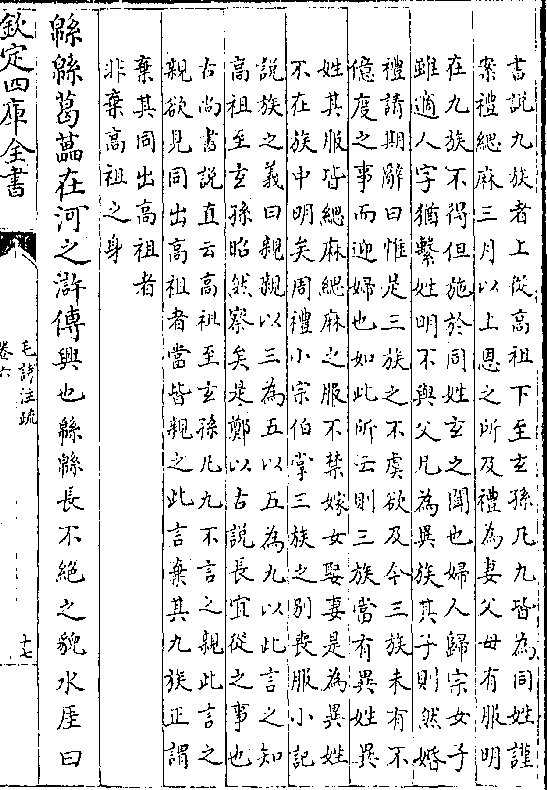 書說九族者上從高祖下至玄孫凡九皆為同姓謹
案禮緦麻三月以上恩之所及禮為妻父母有服明
在九族不得但施於同姓玄之聞也婦人歸宗女子
雖適人字猶繫姓明不與父兄為異族其子則然婚
禮請期辭曰惟是三族之不虞欲及今三族未有不
億度之事而迎婦也如此所云則三族當有異姓異
姓其服皆緦麻緦麻之服不禁嫁女娶妻是為異姓
不在族中明矣周禮小宗伯掌三族之別喪服小記
說族之義曰親親以三為五以五為九以此言之知
高祖至玄孫昭然察矣是鄭以古說長宜從之事也
古尚書說直云高祖至玄孫凡九不言之親此言之
親欲見同出高祖者當皆親之此言棄其九族正謂
棄其同出高祖者
非棄高祖之身
緜緜葛藟在河之滸傳興也緜緜長不絕之貌水厓曰
欽定四庫全書
毛詩注疏
卷六
十七